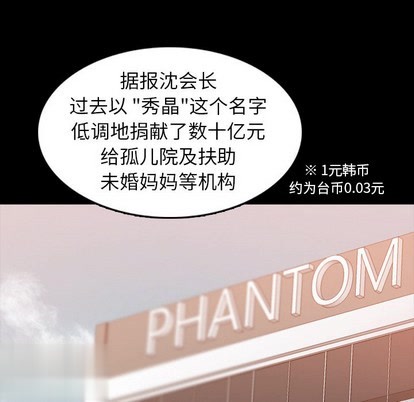 据报沈会长
过去以 "秀晶"这个名字
低调地捐献了数十亿元
给孤儿院及扶助
未婚妈妈等机构
※ 1元韩币
约为台币0.03元
PHANTOM